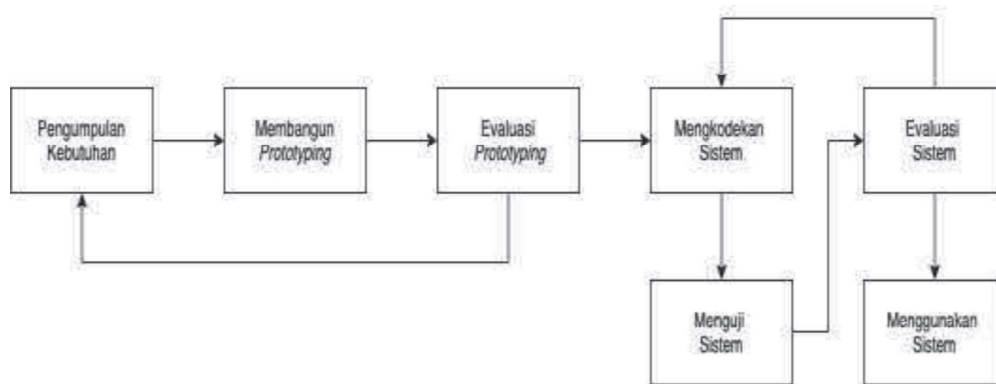 Pengumpulan
Kebutuhan
Membangun
Prototyping
Evaluasi
Prototyping
Mengkodekan
Sistem
Evaluasi
Sistem
Menguji
Sistem
Menggunakan
Sistem